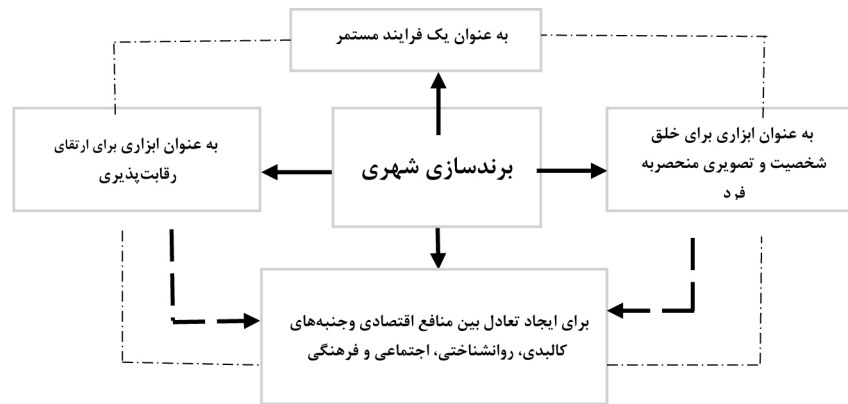 به عنوان یک فرایند مستمر
به عنوان ابزاری برای خلق
شخصیت و تصویری منحصربه
فرد
برندسازی شهری
به عنوان ابزاری برای ارتقای
رقابت‌پذیری
برای ایجاد تعادل بین منافع اقتصادی وجنبه‌های
کالبدی، روانشناختی، اجتماعی و فرهنگی